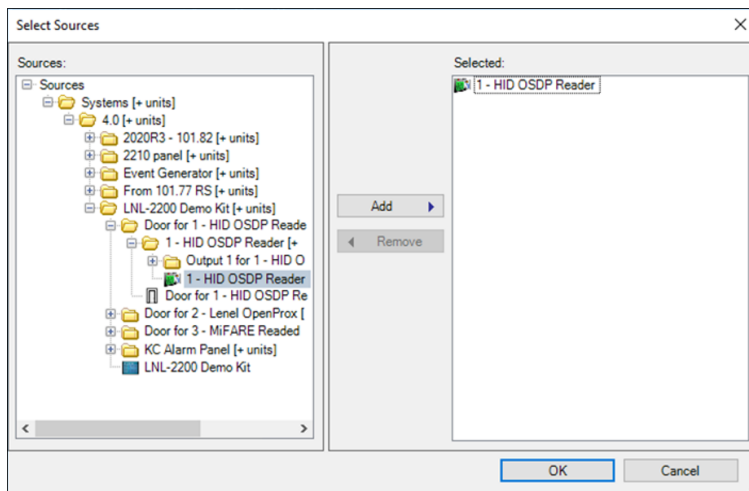 Select Sources
Sources:
Sources
Systems [+ units]
4.0 [+ units]
2020R3 - 101.82 [+ units]
2210 panel [+ units]
Event Generator [+ units]
From 101.77 RS [+ units]
LNL-2200 Demo Kit [+ units]
Door for 1 - HID OSDP Reade
1 - HID OSDP Reader [+
Output 1 for 1 - HID O
1 - HID OSDP Reader
Door for 1 - HID OSDP Re
Door for 2 - Lenel OpenProx [
Door for 3 - MiFARE Readed
KC Alarm Panel [+ units]
LNL-2200 Demo Kit
Add
Remove
Selected:
1 - HID OSDP Reader
OK
Cancel